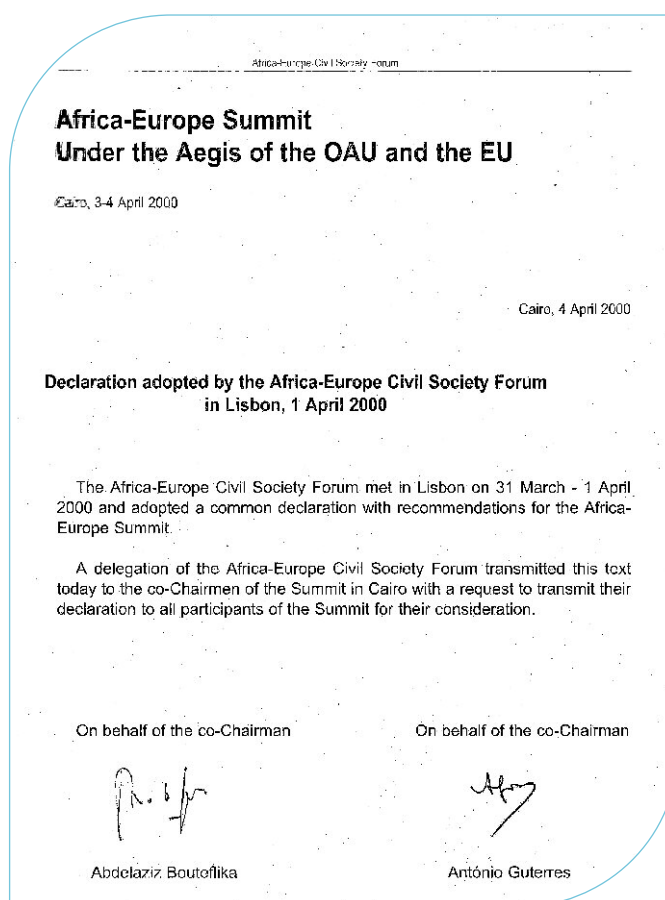 Africa-Europe Civil Society Forum
Africa-Europe Summit
Under the Aegis of the OAU and the EU
Cairo, 3-4 April 2000
Cairo, 4 April 2000
Declaration adopted by the Africa-Europe Civil Society Forum
in Lisbon, 1 April 2000
The Africa-Europe Civil Society Forum met in Lisbon on 31 March - 1 April
2000 and adopted a common declaration with recommendations for the Africa-
Europe Summit.
A delegation of the Africa-Europe Civil Society Forum transmitted this text
today to the co-Chairmen of the Summit in Cairo with a request to transmit their
declaration to all participants of the Summit for their consideration.
On behalf of the co-Chairman On behalf of the co-Chairman
Abdelaziz Bouteflika António Guterres